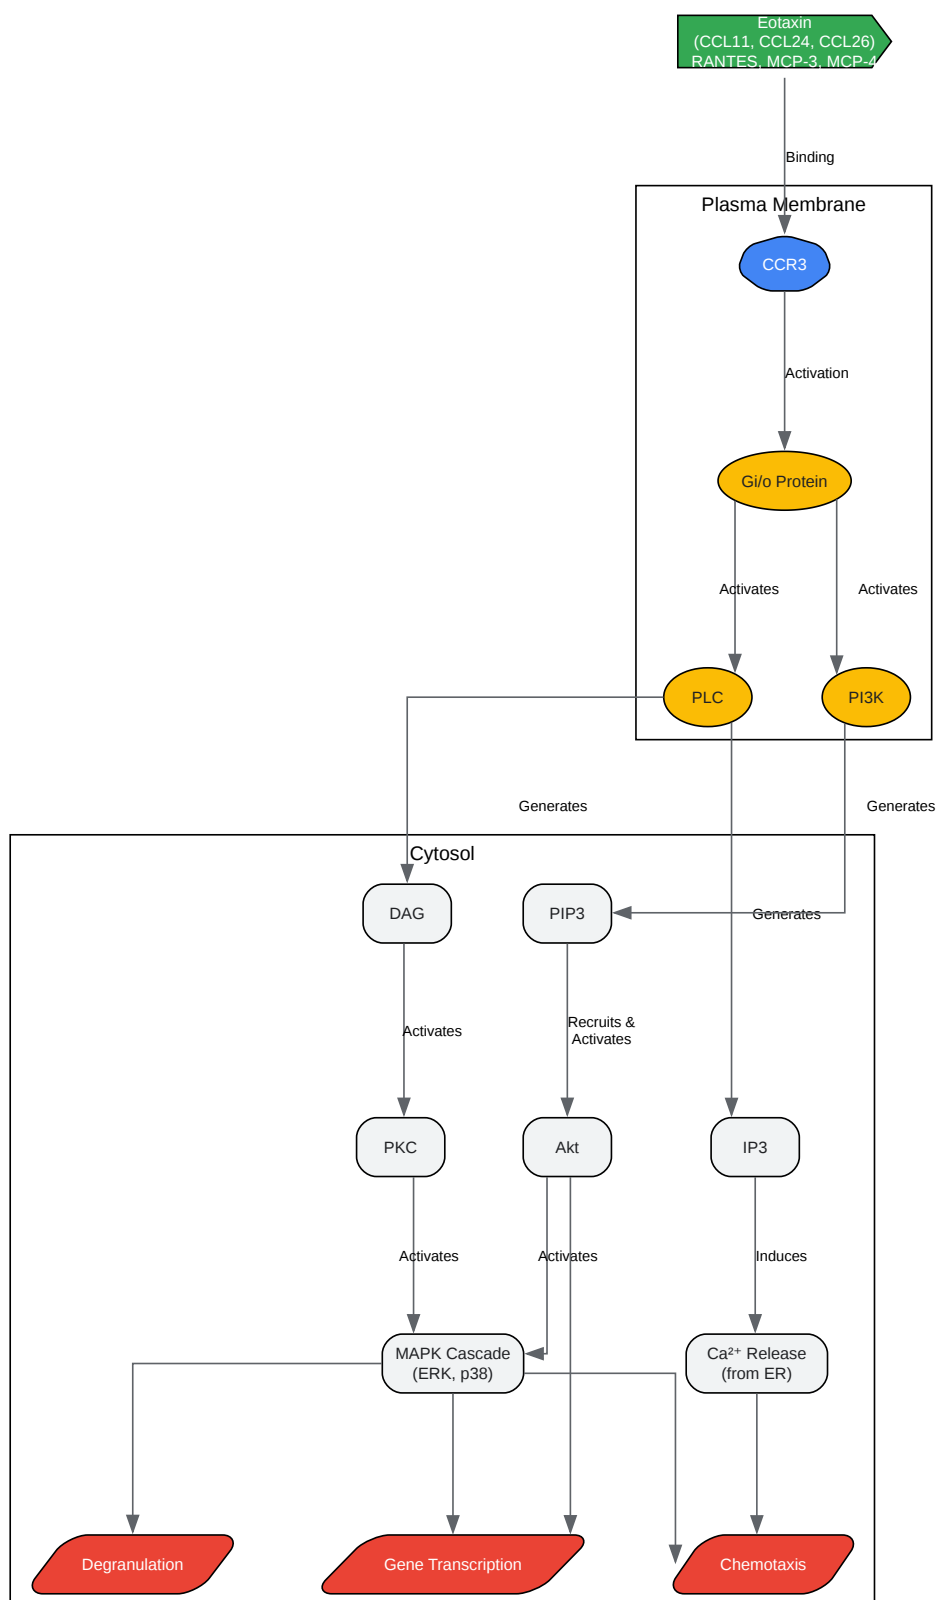 Eotaxin
(CCL11, CCL24, CCL26)
RANTES, MCP-3, MCP-4
Binding
Plasma Membrane
CCR3
Activation
Gi/o Protein
Activates
Activates
PLC
PI3K
Generates
Generates
Cytosol
DAG
PIP3
Generates
Activates
Recruits &
Activates
PKC
Akt
IP3
Activates
Activates
Induces
MAPK Cascade
(ERK, p38)
Ca²⁺ Release
(from ER)
Degranulation
Gene Transcription
Chemotaxis